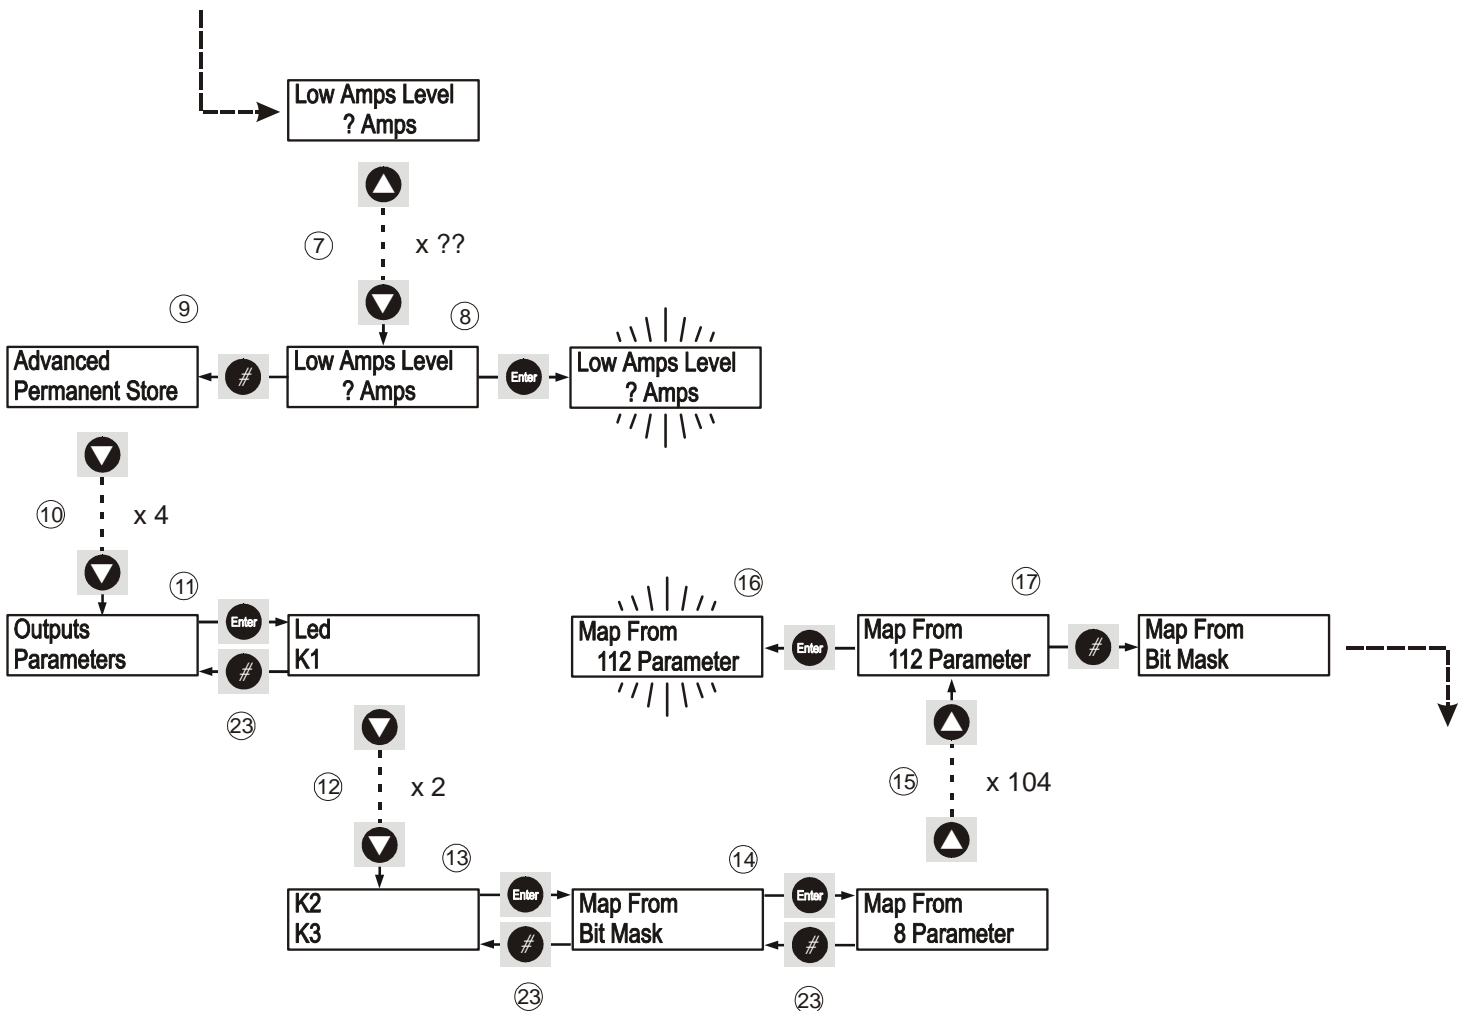 Low Amps Level
? Amps
7
x ??
9
8
Advanced
Permanent Store
#
Low Amps Level
? Amps
Enter
Low Amps Level
? Amps
10
x 4
11
Outputs
Parameters
Enter
#
Led
K1
23
16
Map From
112 Parameter
Enter
Map From
112 Parameter
17
#
Map From
Bit Mask
12
x 2
15
x 104
13
14
K2
K3
Enter
#
Map From
Bit Mask
Enter
#
Map From
8 Parameter
23
23